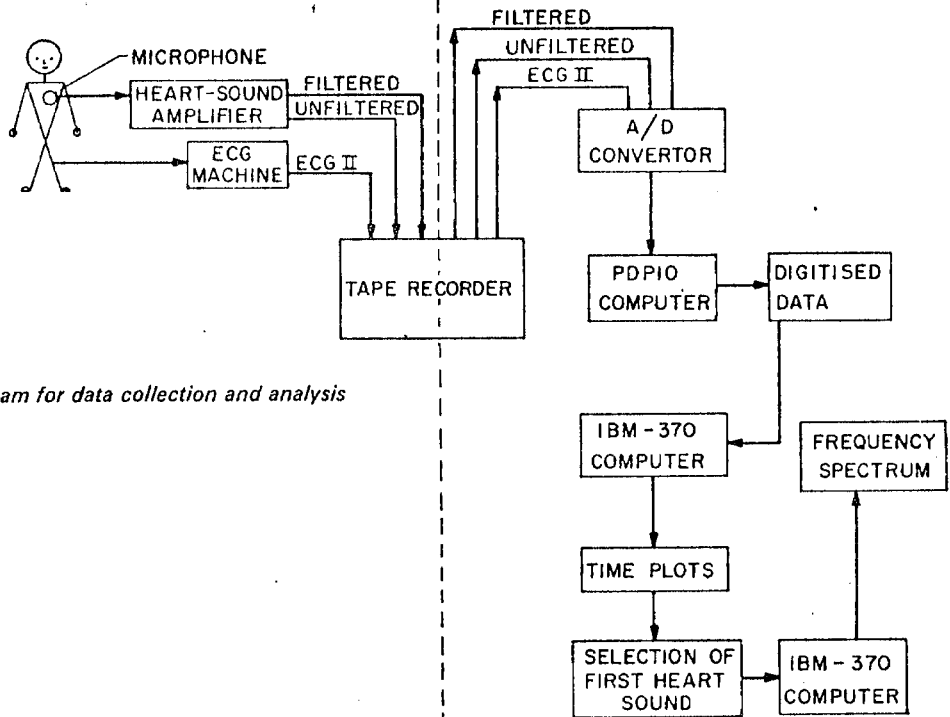 MICROPHONE
HEART-SOUND
AMPLIFIER
FILTERED
UNFILTERED
ECG
MACHINE
ECG II
TAPE RECORDER
FILTERED
UNFILTERED
ECG II
A/D
CONVERTOR
PDP10
COMPUTER
DIGITISED
DATA
am for data collection and analysis
IBM-370
COMPUTER
FREQUENCY
SPECTRUM
TIME PLOTS
SELECTION OF
FIRST HEART
SOUND
IBM-370
COMPUTER